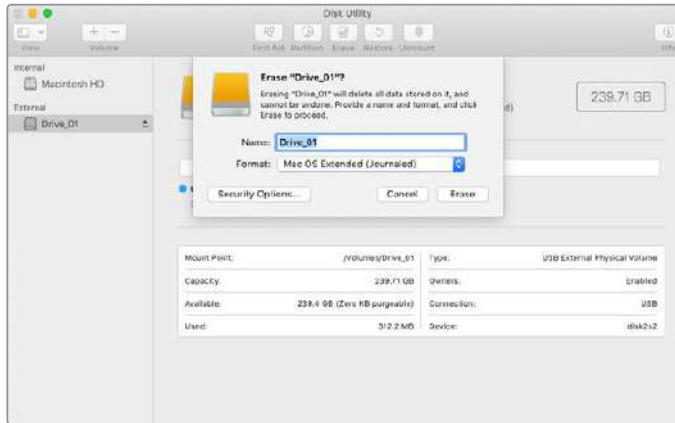 Disk Utility
View
Volume
First Aid Partition Erase Restore Unmount
Info
Internal
Macintosh HD
External
Drive_01
Erase "Drive_01"?
Erasing "Drive_01" will delete all data stored on it, and
cannot be undone. Provide a name and format, and click
Erase to proceed.
239.71 GB
Name: Drive_01
Format: Mac OS Extended (Journaled)
Security Options...
Cancel
Erase
Mount Point: /Volumes/Drive_01
Type: USB External Physical Volume
Capacity: 239.71 GB
Owners: Enabled
Available: 239.4 GB (Zero KB purgeable)
Connection: USB
Used: 312.2 MB
Device: disk2s2